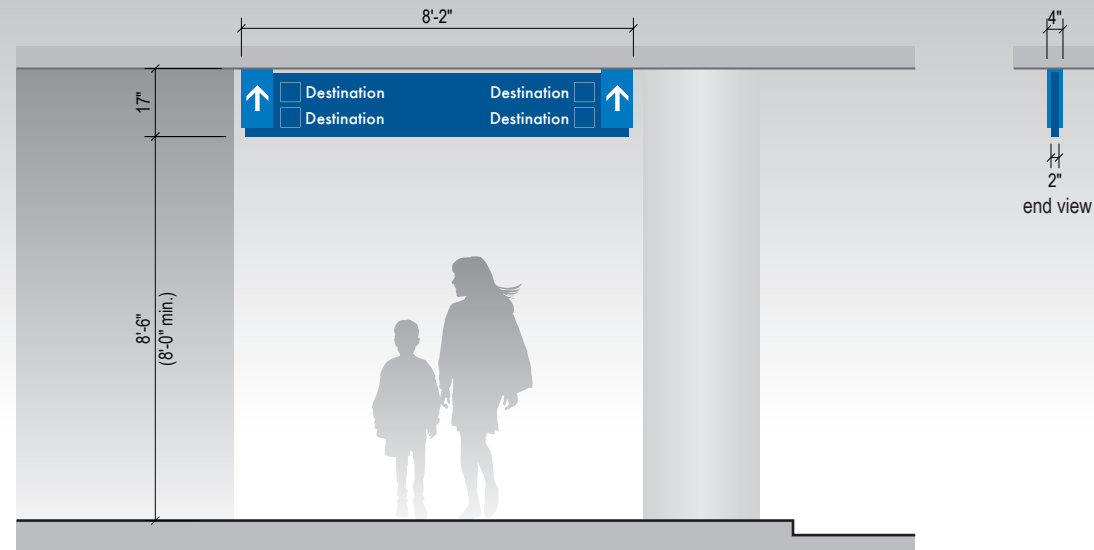 8'-2"
4"
17"
Destination Destination
Destination Destination
2"
end view
8'-6"
(8'-0" min.)